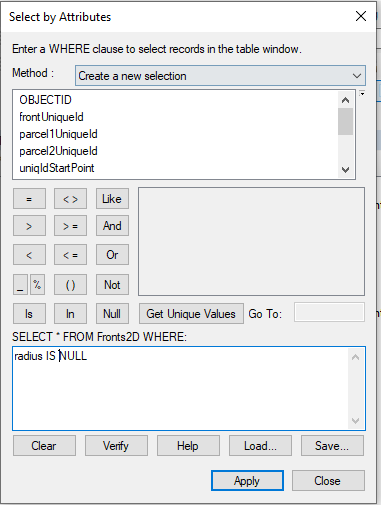 Select by Attributes
Enter a WHERE clause to select records in the table window.
Method : Create a new selection
OBJECTID
frontUniqueId
parcel1UniqueId
parcel2UniqueId
uniqIdStartPoint
= < > Like
> > = And
< < = Or
_ % ( ) Not
Is In Null Get Unique Values Go To:
SELECT * FROM Fronts2D WHERE:
radius IS NULL
Clear Verify Help Load... Save...
Apply Close